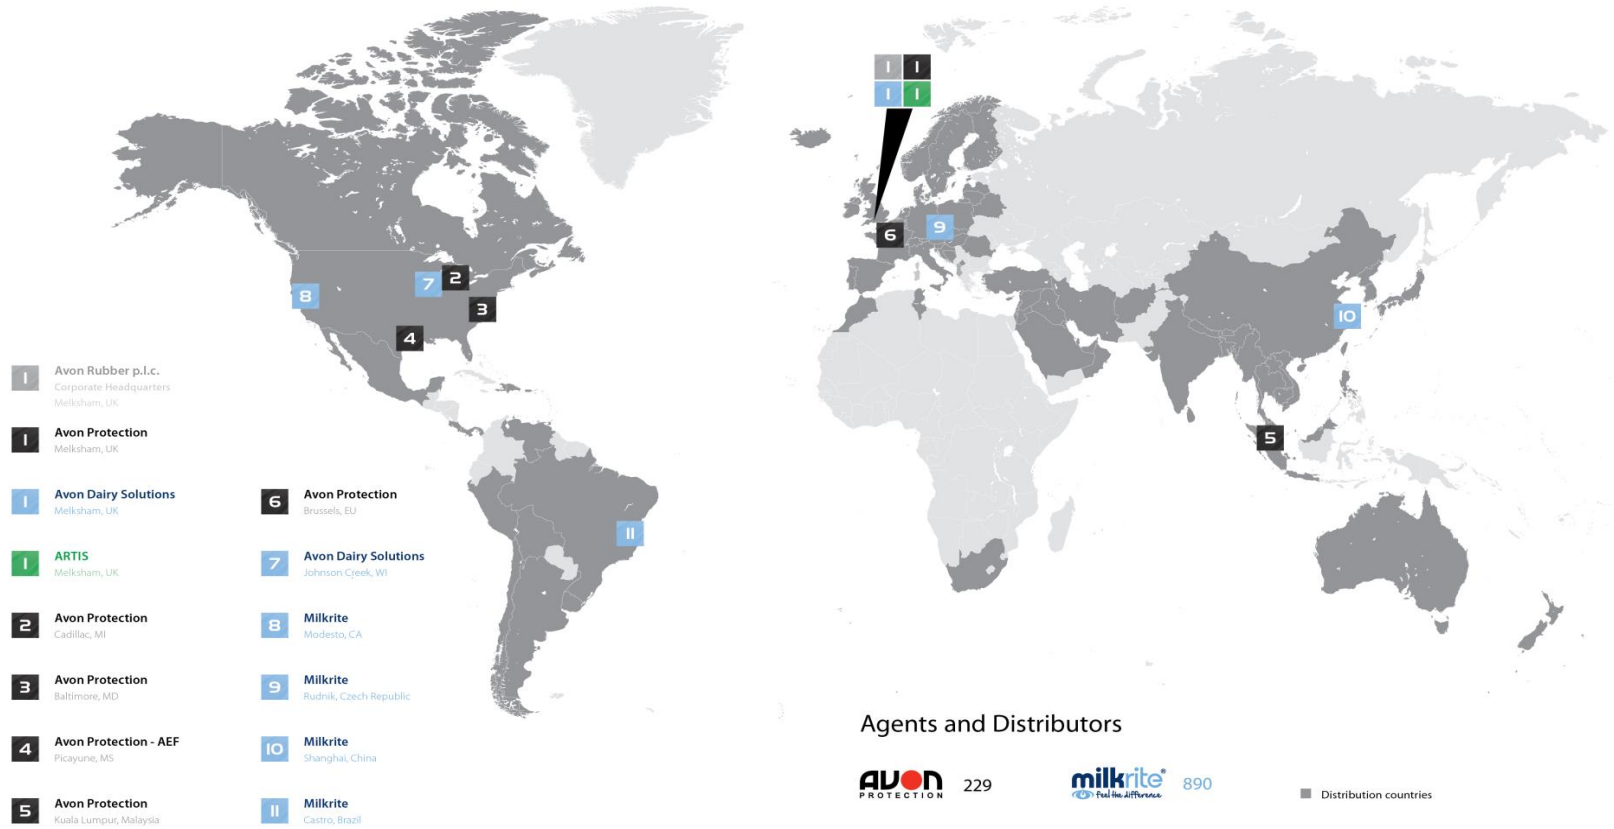 1 1
1 1
6
9
8
7
2
3
4
10
5
11
1 Avon Rubber p.l.c.
Corporate Headquarters
Melksham, UK
1 Avon Protection
Melksham, UK
1 Avon Dairy Solutions
Melksham, UK
1 ARTIS
Melksham, UK
2 Avon Protection
Cadillac, MI
3 Avon Protection
Baltimore, MD
4 Avon Protection - AEF
Picayune, MS
5 Avon Protection
Kuala Lumpur, Malaysia
6 Avon Protection
Brussels, EU
7 Avon Dairy Solutions
Johnson Creek, WI
8 Milkrite
Modesto, CA
9 Milkrite
Rudnik, Czech Republic
10 Milkrite
Shanghai, China
11 Milkrite
Castro, Brazil
Agents and Distributors
AVON
PROTECTION
229
milkrite®
feel the difference
890
Distribution countries